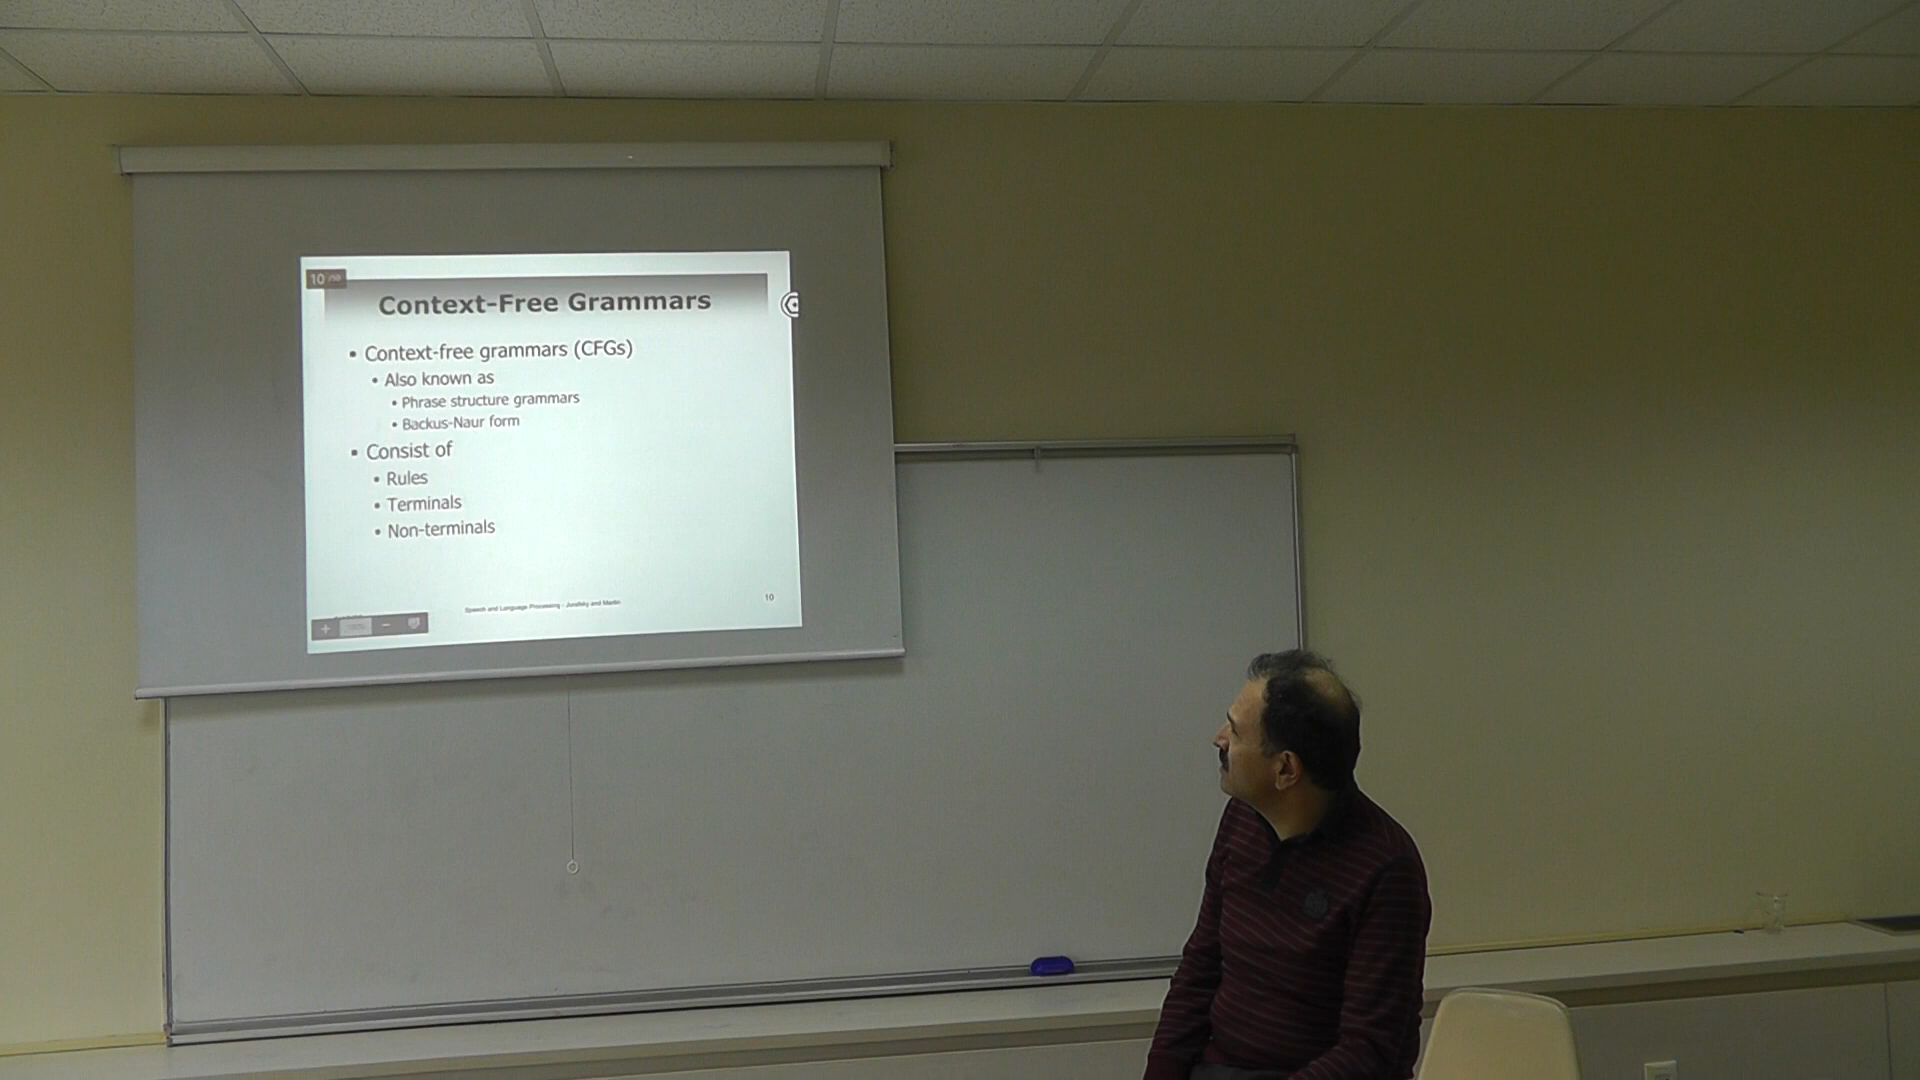 10 /58
Context-Free Grammars
• Context-free grammars (CFGs)
• Also known as
• Phrase structure grammars
• Backus-Naur form
▪ Consist of
• Rules
• Terminals
• Non-terminals
Speech and Language Processing - Jurafsky and Martin
10